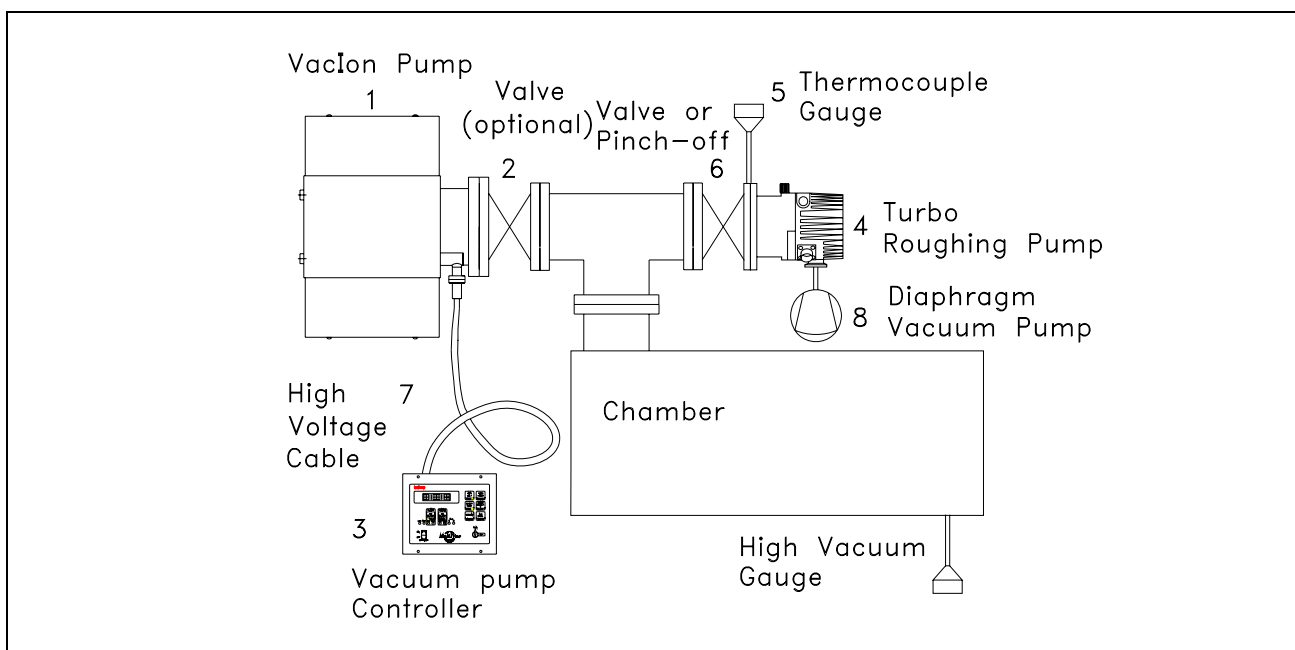 VacIon Pump
1
Valve
(optional)
2
Valve or
Pinch-off
6
5
Thermocouple
Gauge
4
Turbo
Roughing Pump
8
Diaphragm
Vacuum Pump
High
Voltage
Cable
7
Chamber
3
Vacuum pump
Controller
High Vacuum
Gauge